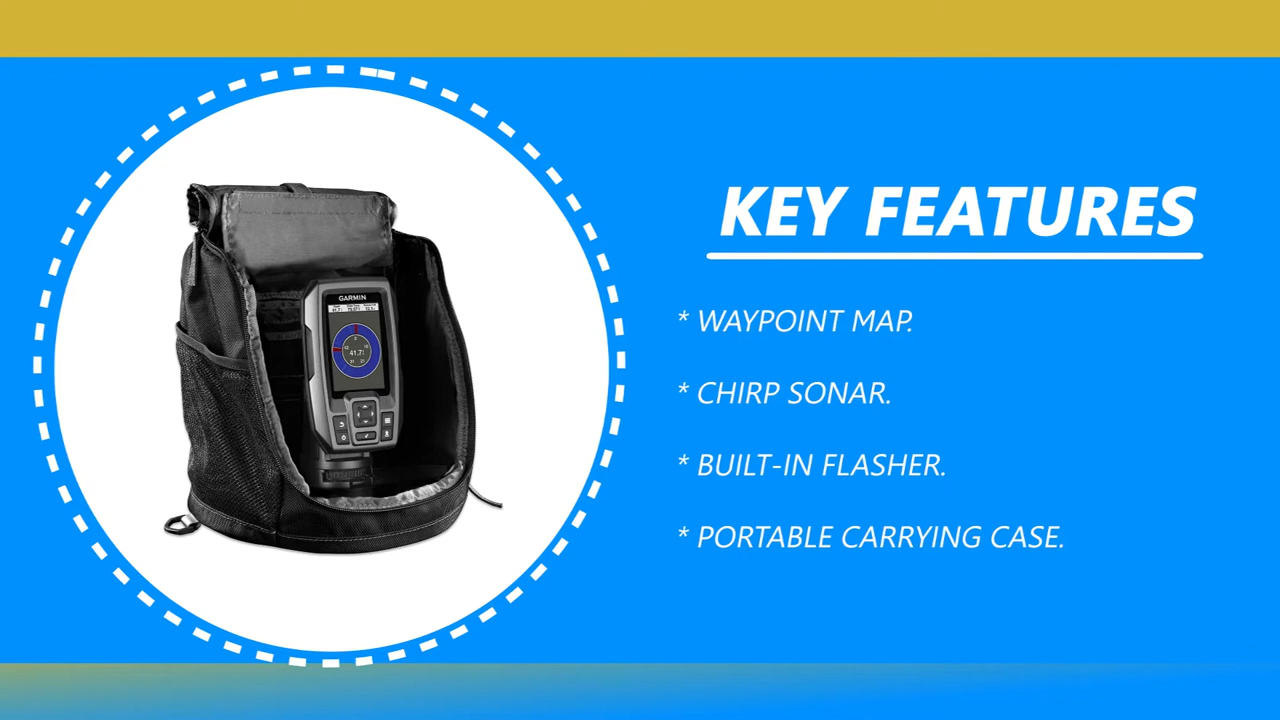 KEY FEATURES
* WAYPOINT MAP.
* CHIRP SONAR.
* BUILT-IN FLASHER.
* PORTABLE CARRYING CASE.
GARMIN
41.7